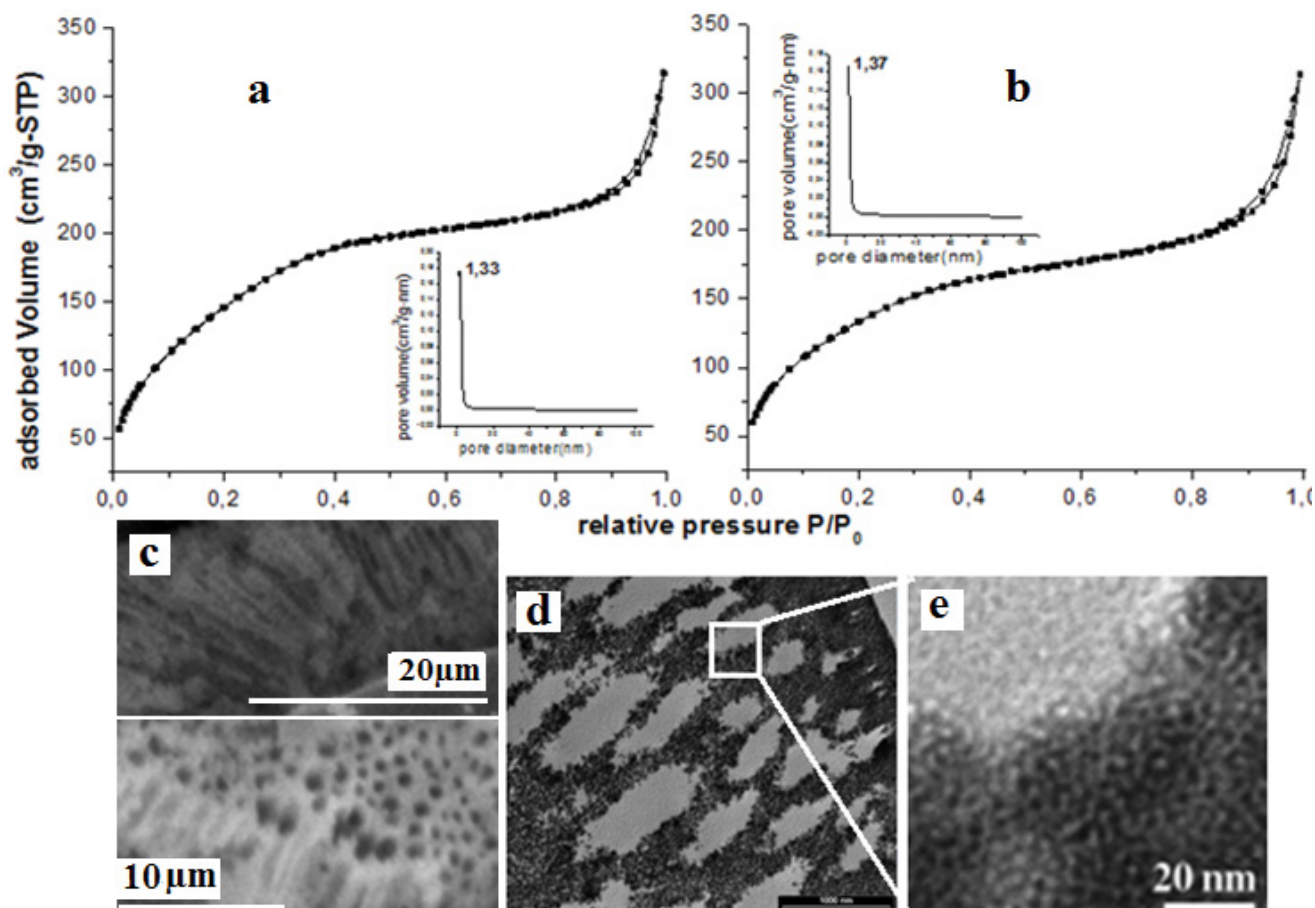 350
300
250
200
150
100
50
adsorbed Volume (cm³/g-STP)
a
1,33
pore volume(cm³/g-nm)
pore diameter(nm)
0,0
0,2
0,4
0,6
0,8
1,0
350
300
250
200
150
100
50
b
1,37
pore volume(cm³/g-nm)
pore diameter(nm)
0,0
0,2
0,4
0,6
0,8
1,0
relative pressure P/P₀
c
20µm
10µm
d
1000 nm
e
20 nm